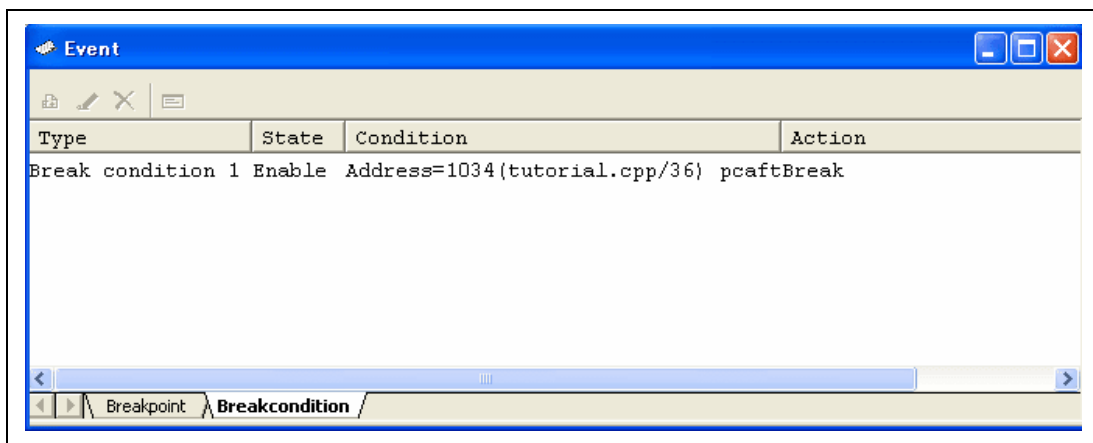 Event
Type State Condition Action
Break condition 1 Enable Address=1034(tutorial.cpp/36) pcaftBreak
Breakpoint Breakcondition